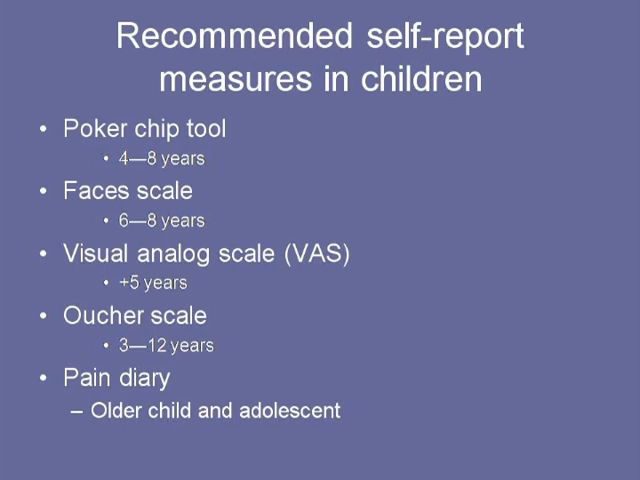 Recommended self-report
measures in children
• Poker chip tool
• 4—8 years
• Faces scale
• 6—8 years
• Visual analog scale (VAS)
• +5 years
• Oucher scale
• 3—12 years
• Pain diary
– Older child and adolescent